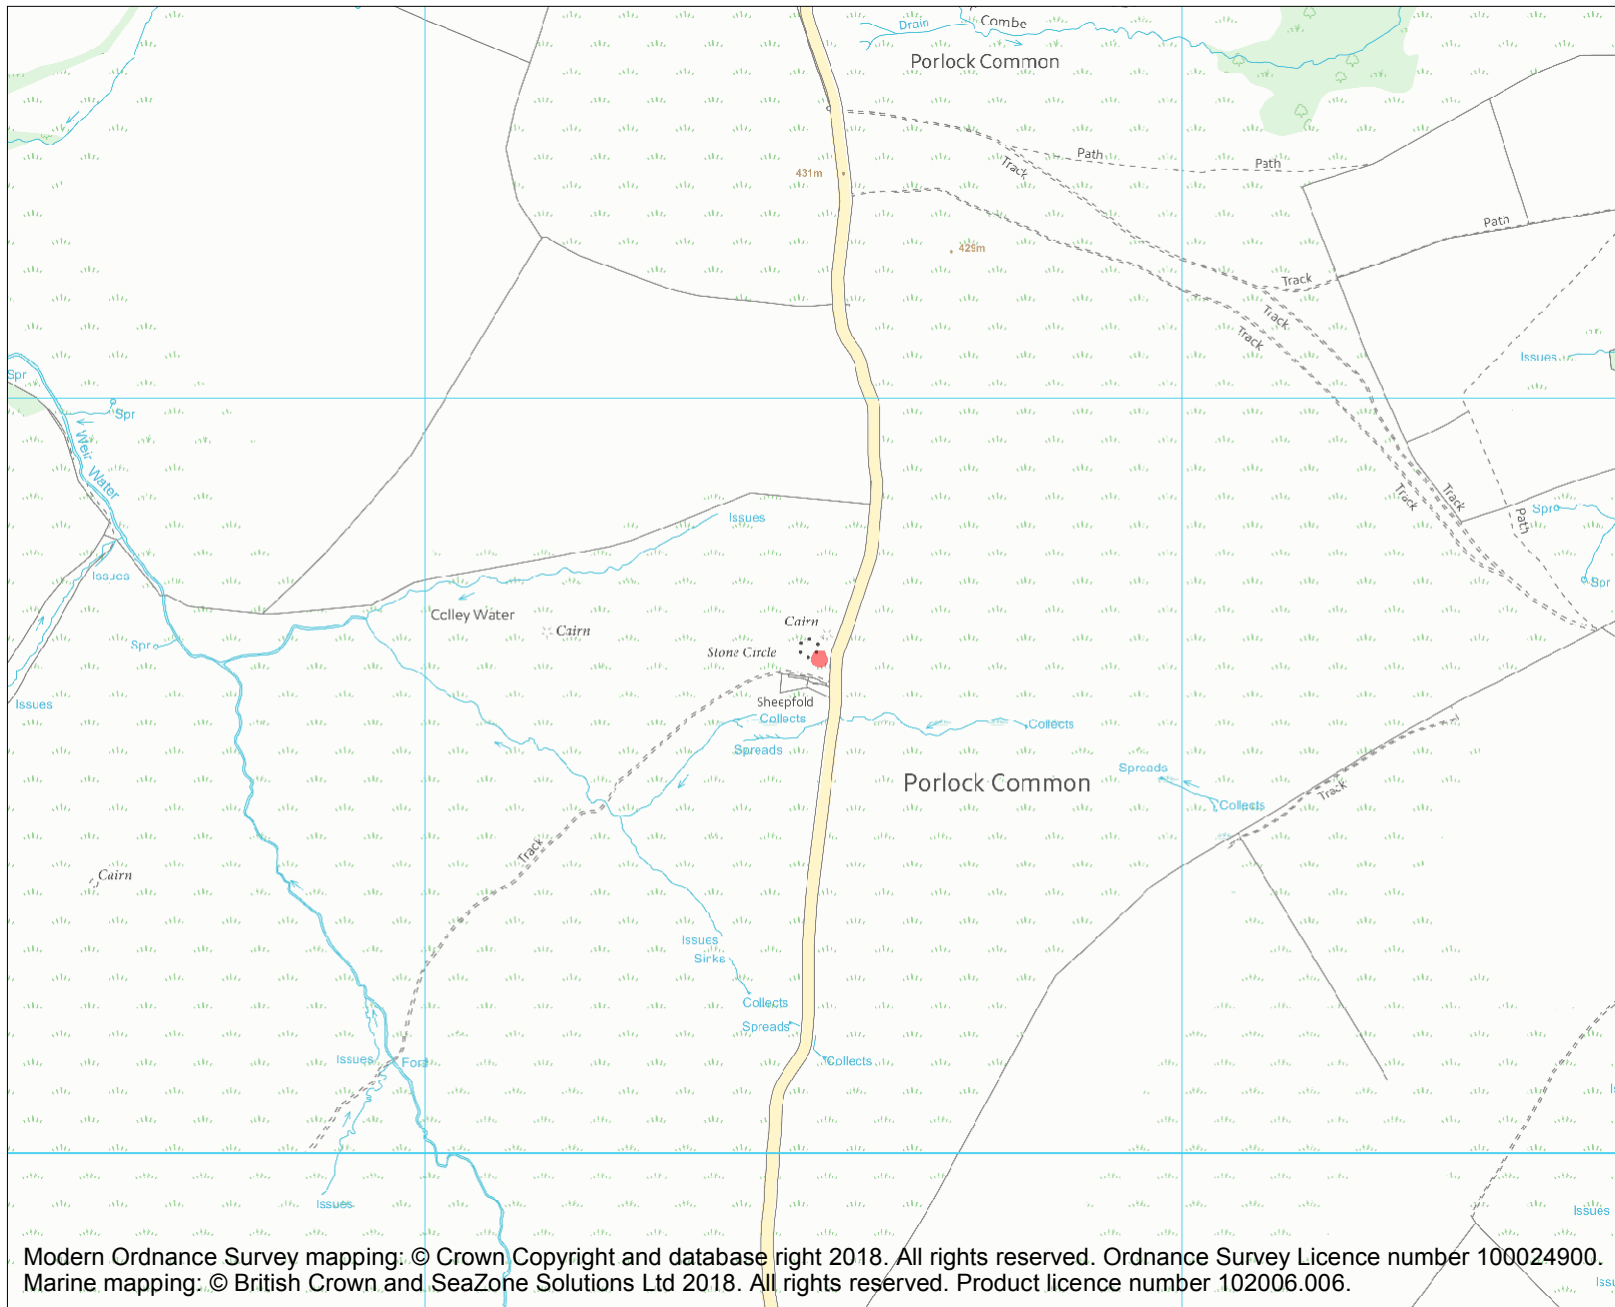 Drain
Combe
Porlock Common
Path
Path
Track
431m
Path
429m
Track
Track
Track
Issues
Spr
Spr
Weir Water
Track
Track
Spr
Path
Issues
Issues
Spr
Colley Water
Cairn
Cairn
Spr
Stone Circle
Issues
Sheepfold
Collects
Collects
Spreads
Spreads
Porlock Common
Track
Collects
Track
Cairn
Issues
Collects
Spreads
Issues
Collects
Issues
Issues
Modern Ordnance Survey mapping: © Crown Copyright and database right 2018. All rights reserved. Ordnance Survey Licence number 100024900.
Marine mapping: © British Crown and SeaZone Solutions Ltd 2018. All rights reserved. Product licence number 102006.006.